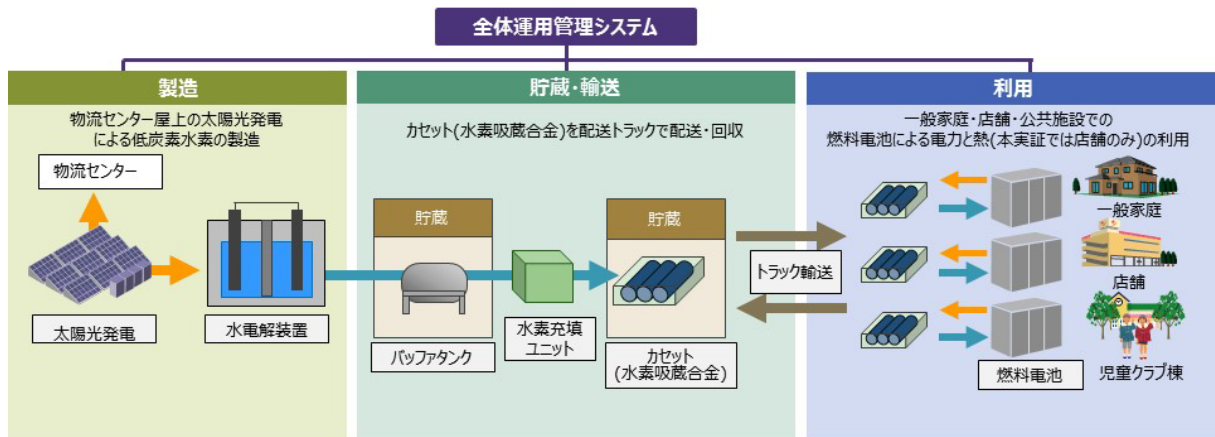 全体運用管理システム
製造
物流センター屋上の太陽光発電
による低炭素水素の製造
物流センター
太陽光発電
水電解装置
貯蔵・輸送
カセット(水素吸蔵合金)を配送トラックで配送・回収
貯蔵
バッファタンク
水素充填
ユニット
貯蔵
カセット
(水素吸蔵合金)
トラック輸送
利用
一般家庭・店舗・公共施設での
燃料電池による電力と熱(本実証では店舗のみ)の利用
一般家庭
店舗
児童クラブ棟
燃料電池